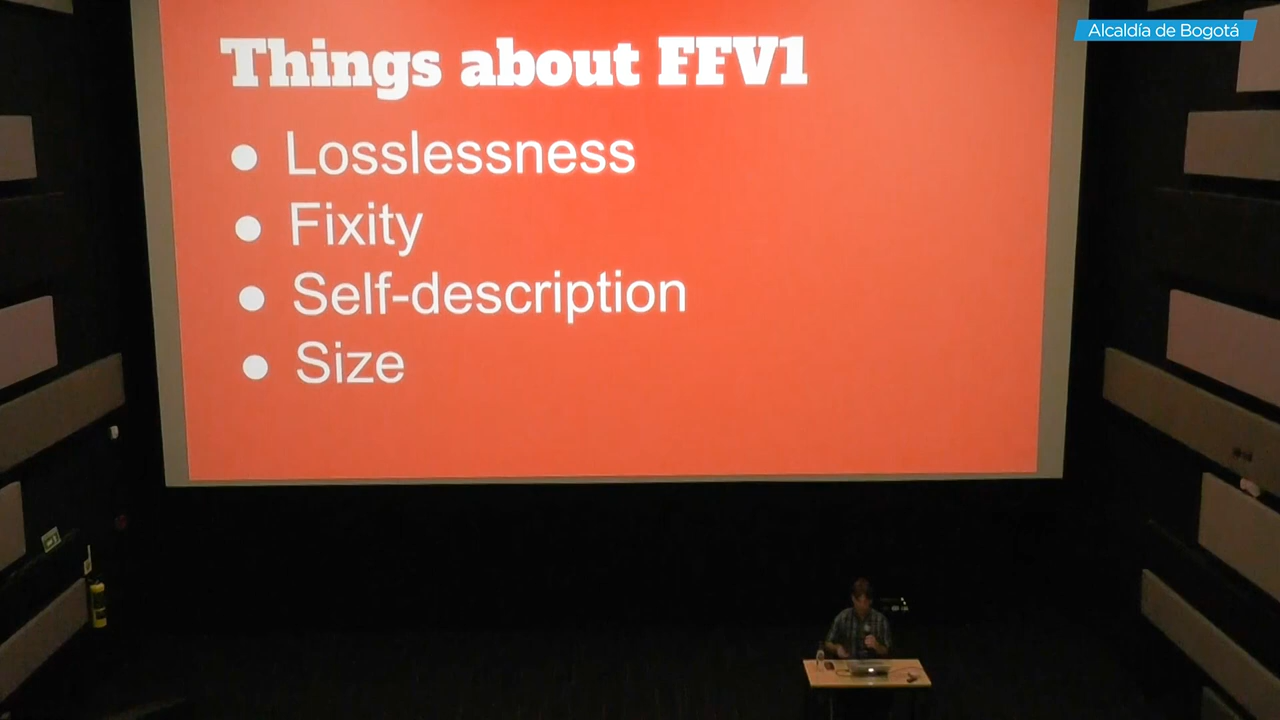 Alcaldía de Bogotá
Things about FFV1
● Losslessness
● Fixity
● Self-description
● Size